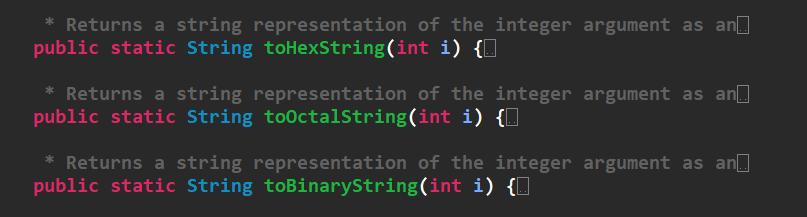 * Returns a string representation of the integer argument as an
public static String toHexString(int i) {
* Returns a string representation of the integer argument as an
public static String toOctalString(int i) {
* Returns a string representation of the integer argument as an
public static String toBinaryString(int i) {